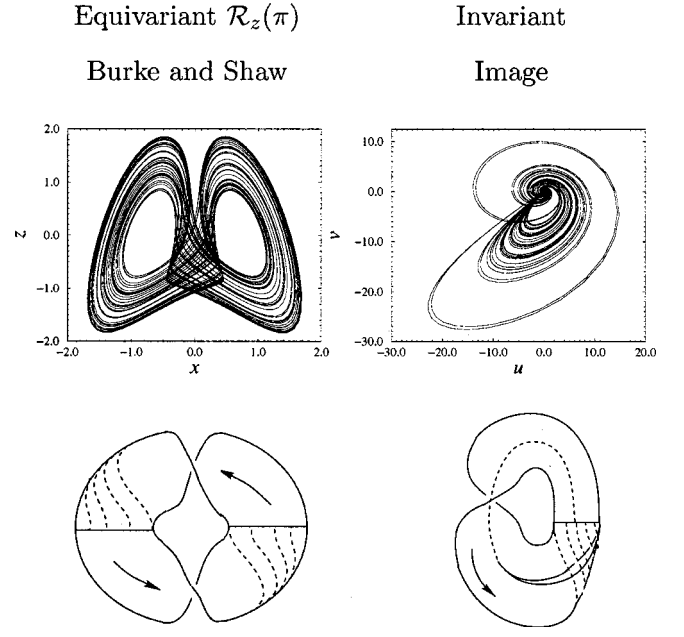 Equivariant 𝓡z(π)
Invariant
Burke and Shaw
Image
2.0
1.0
0.0
-1.0
-2.0
z
-2.0 -1.0 0.0 1.0 2.0
x
10.0
0.0
-10.0
-20.0
-30.0
v
-30.0 -20.0 -10.0 0.0 10.0 20.0
u